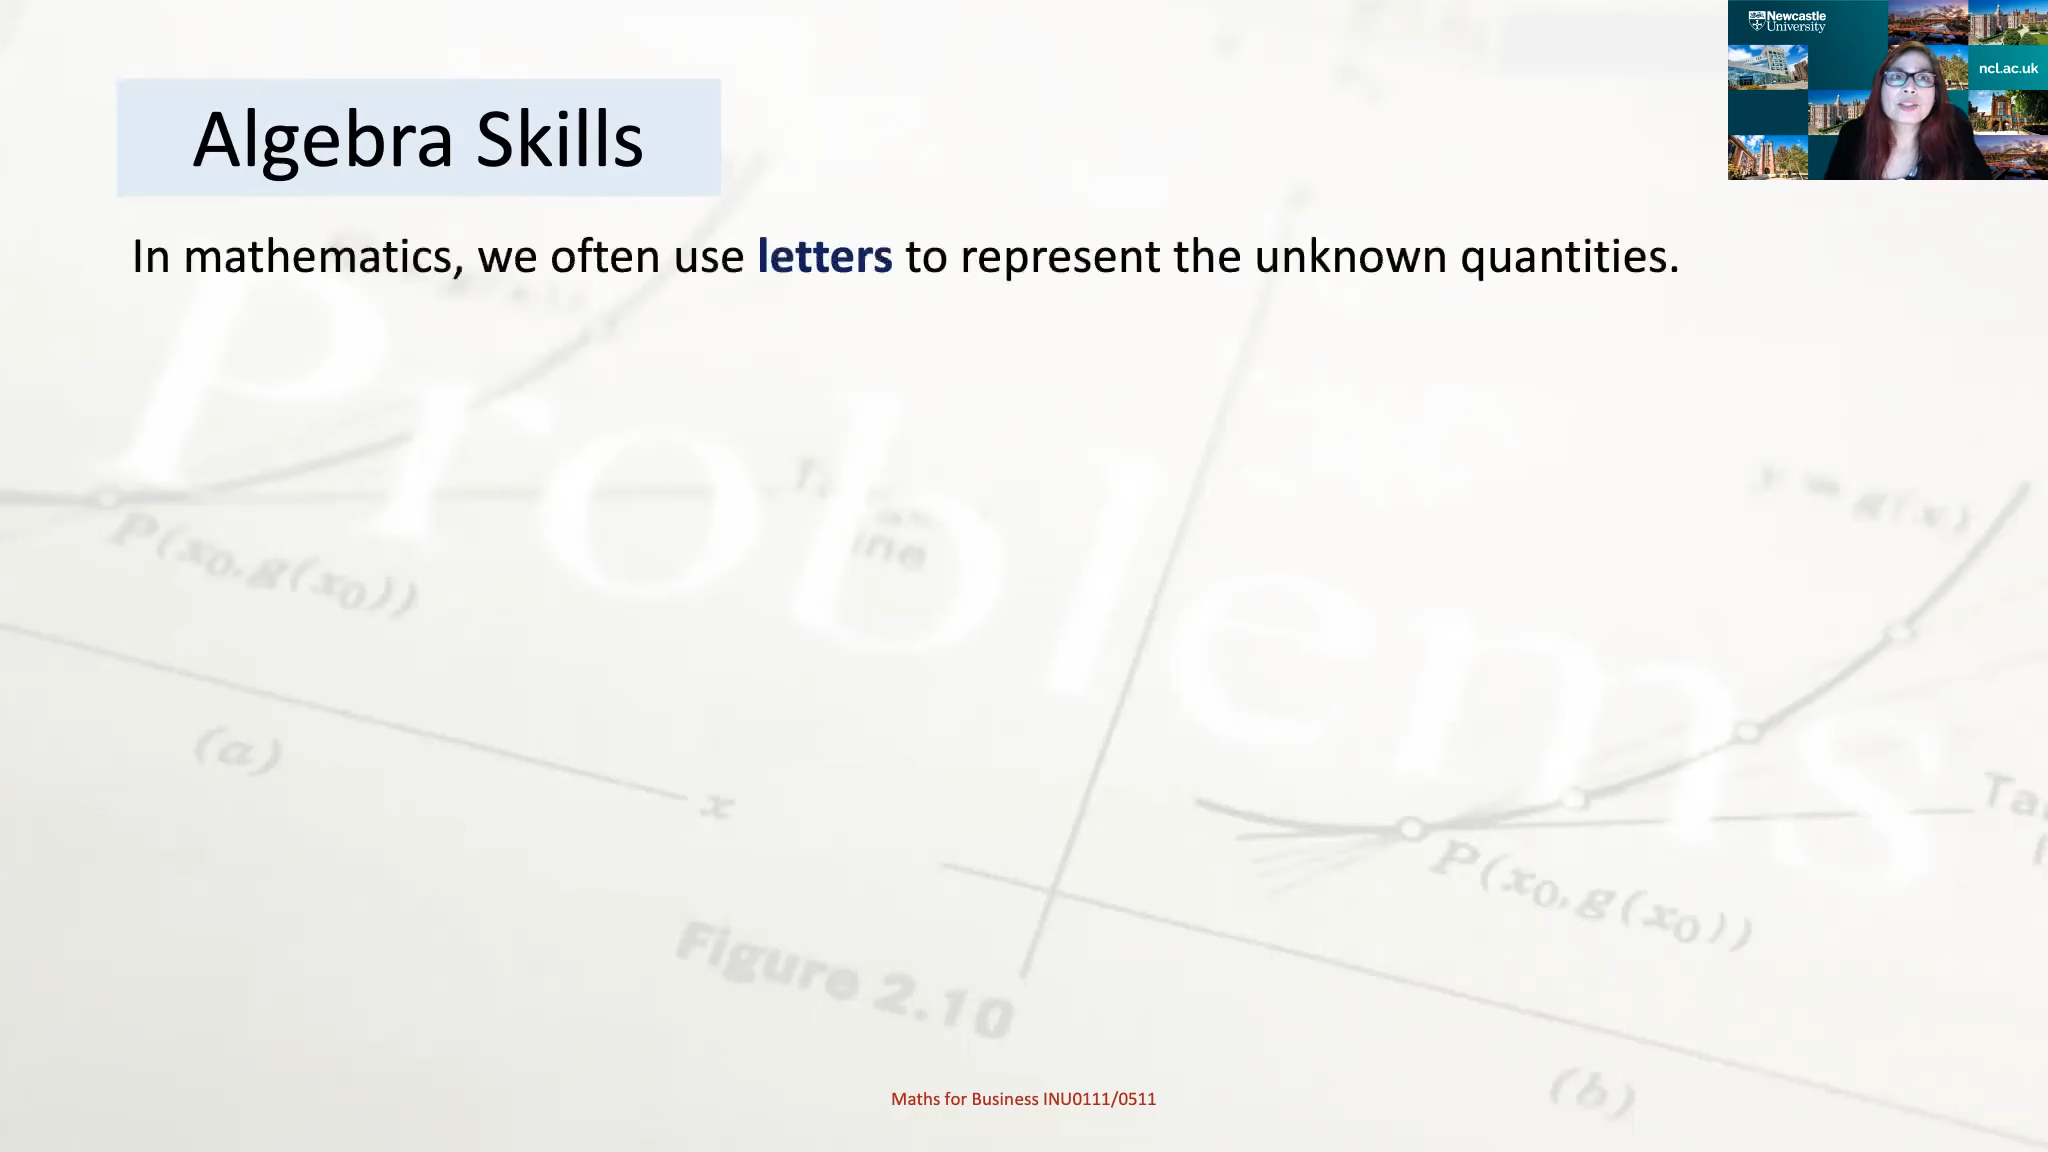 Newcastle
University
ncl.ac.uk
Algebra Skills
In mathematics, we often use letters to represent the unknown quantities.
Problems
y = g(x)
P(x0, g(x0))
(a)
x
P(x0, g(x0))
Figure 2.10
(b)
Maths for Business INU0111/0511